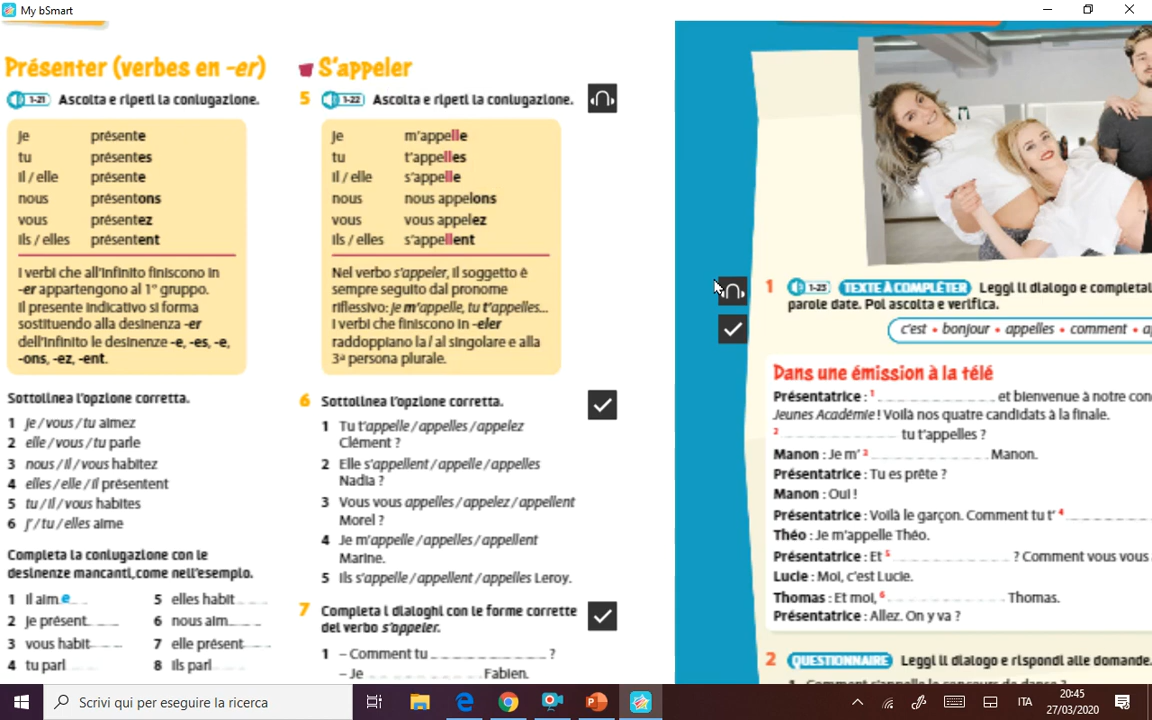 My bSmart
Présenter (verbes en -er)
1-21 Ascolta e ripeti la coniugazione.
je présente
tu présentes
il / elle présente
nous présentons
vous présentez
ils / elles présentent
I verbi che all'infinito finiscono in
-er appartengono al 1° gruppo.
Il presente indicativo si forma
sostituendo alla desinenza -er
dell'infinito le desinenze -e, -es, -e,
-ons, -ez, -ent.
Sottolinea l'opzione corretta.
1 je / vous / tu aimez
2 elle / vous / tu parle
3 nous / il / vous habitez
4 elles / elle / il présentent
5 tu / il / vous habites
6 j' / tu / elles aime
Completa la coniugazione con le
desinenze mancanti, come nell'esempio.
1 il aim e
2 je présent
3 vous habit
4 tu parl
5 elles habit
6 nous aim
7 elle présent
8 ils parl
S'appeler
5 1-22 Ascolta e ripeti la coniugazione.
je m'appelle
tu t'appelles
il / elle s'appelle
nous nous appelons
vous vous appelez
ils / elles s'appellent
Nel verbo s'appeler, il soggetto è
sempre seguito dal pronome
riflessivo: je m'appelle, tu t'appelles...
I verbi che finiscono in -eler
raddoppiano la l al singolare e alla
3ª persona plurale.
6 Sottolinea l'opzione corretta.
1 Tu t'appelle / appelles / appelez
Clément ?
2 Elle s'appellent / appelle / appelles
Nadia ?
3 Vous vous appelles / appelez / appellent
Morel ?
4 Je m'appelle / appelles / appellent
Marine.
5 Ils s'appelle / appellent / appelles Leroy.
7 Completa i dialoghi con le forme corrette
del verbo s'appeler.
1 – Comment tu ?
– Je Fabien.
1 1-23 TEXTE À COMPLÉTER Leggi il dialogo e completal
parole date. Poi ascolta e verifica.
c'est • bonjour • appelles • comment • a
Dans une émission à la télé
Présentatrice : 1 et bienvenue à notre con
Jeunes Académie ! Voilà nos quatre candidats à la finale.
2 tu t'appelles ?
Manon : Je m' 3 Manon.
Présentatrice : Tu es prête ?
Manon : Oui !
Présentatrice : Voilà le garçon. Comment tu t' 4
Théo : Je m'appelle Théo.
Présentatrice : Et 5 ? Comment vous vous
Lucie : Moi, c'est Lucie.
Thomas : Et moi, 6 Thomas.
Présentatrice : Allez. On y va ?
2 QUESTIONNAIRE Leggi il dialogo e rispondi alle domande.
1 Comment s'appelle le concours de danse ?
Scrivi qui per eseguire la ricerca
ITA
20:45
27/03/2020